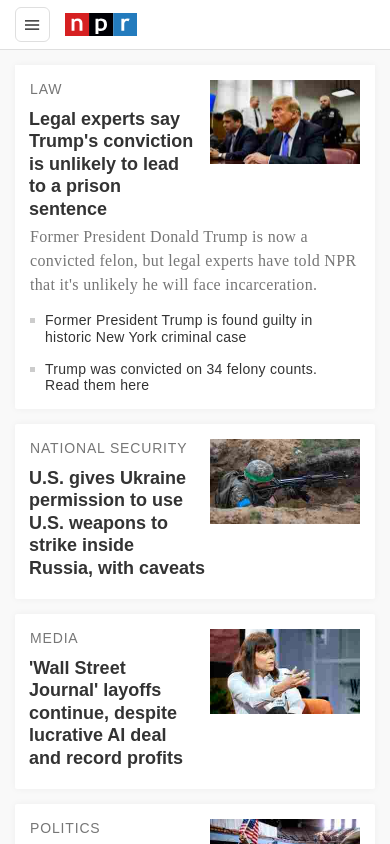 npr
LAW
Legal experts say
Trump's conviction
is unlikely to lead
to a prison
sentence
Former President Donald Trump is now a
convicted felon, but legal experts have told NPR
that it's unlikely he will face incarceration.
Former President Trump is found guilty in
historic New York criminal case
Trump was convicted on 34 felony counts.
Read them here
NATIONAL SECURITY
U.S. gives Ukraine
permission to use
U.S. weapons to
strike inside
Russia, with caveats
MEDIA
'Wall Street
Journal' layoffs
continue, despite
lucrative AI deal
and record profits
POLITICS